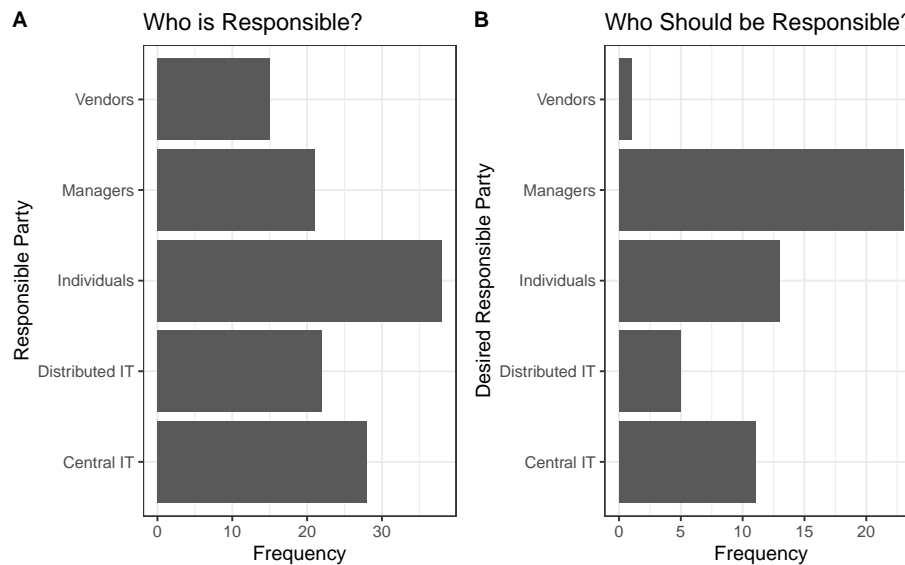 A
Who is Responsible?
Responsible Party
Vendors
Managers
Individuals
Distributed IT
Central IT
0 10 20 30
Frequency
B
Who Should be Responsible?
Desired Responsible Party
Vendors
Managers
Individuals
Distributed IT
Central IT
0 5 10 15 20
Frequency